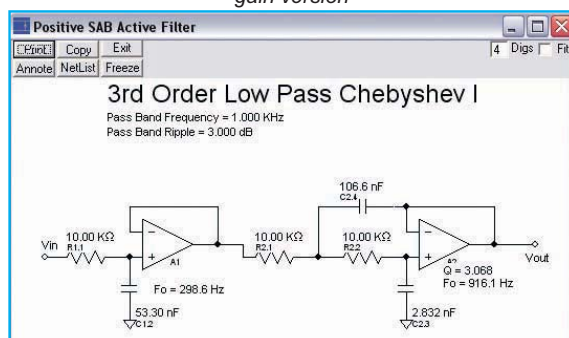 gain version
Positive SAB Active Filter
Print Copy Exit
4 Digs Fit
Annote NetList Freeze
3rd Order Low Pass Chebyshev I
Pass Band Frequency = 1.000 KHz
Pass Band Ripple = 3.000 dB
106.6 nF
C2.4
Vin
10.00 KΩ
R1.1
A1
10.00 KΩ
R2.1
10.00 KΩ
R2.2
A2
Vout
Fo = 298.6 Hz
Q = 3.068
Fo = 916.1 Hz
53.30 nF
C1.2
2.832 nF
C2.3